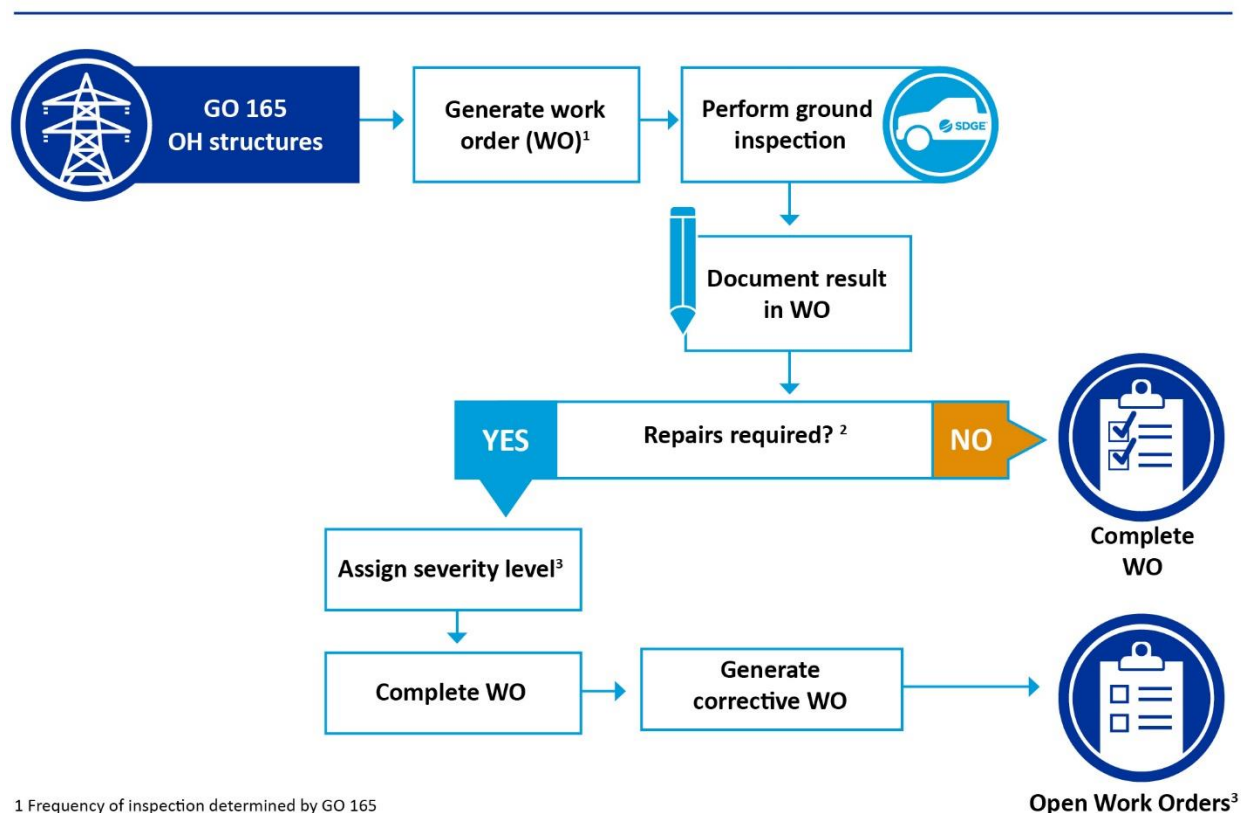 GO 165
OH structures
Generate work
order (WO)¹
Perform ground
inspection
SDGE
Document result
in WO
YES
Repairs required? ²
NO
Complete
WO
Assign severity level³
Complete WO
Generate
corrective WO
Open Work Orders³
1 Frequency of inspection determined by GO 165